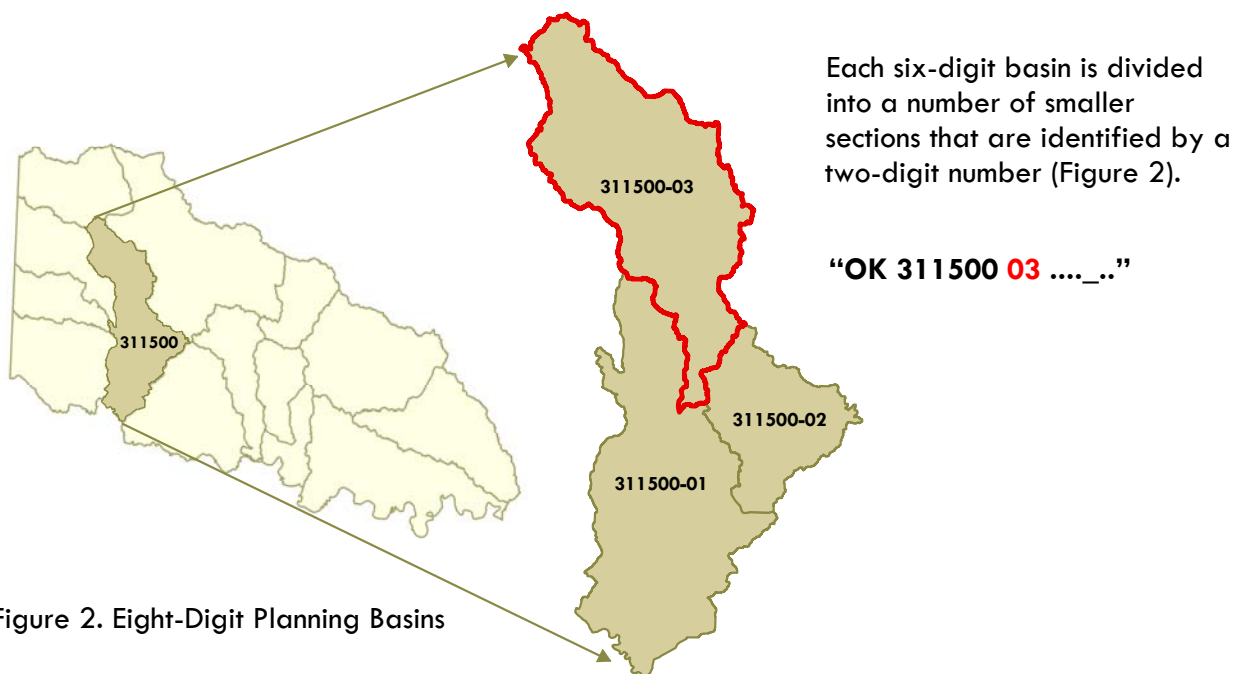 Each six-digit basin is divided
into a number of smaller
sections that are identified by a
two-digit number (Figure 2).
“OK 311500 03 ...._..”
311500
311500-03
311500-02
311500-01
Figure 2. Eight-Digit Planning Basins